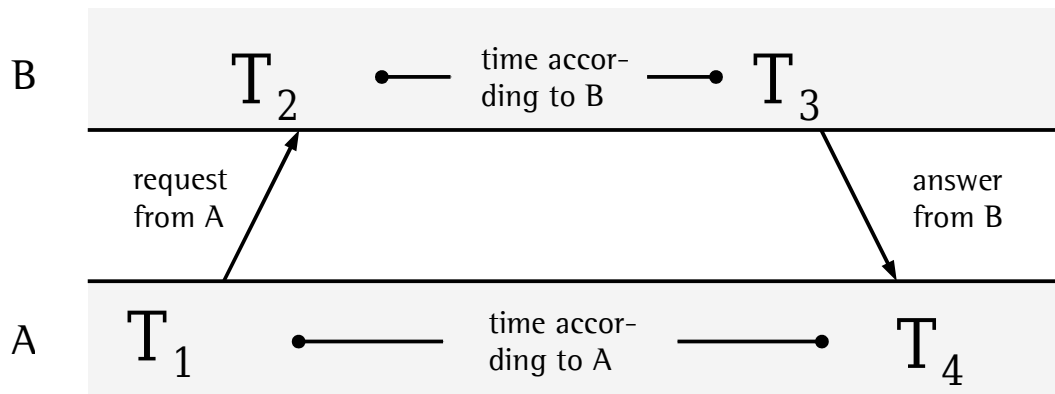 B
T2
time accor-
ding to B
T3
request
from A
answer
from B
A
T1
time accor-
ding to A
T4